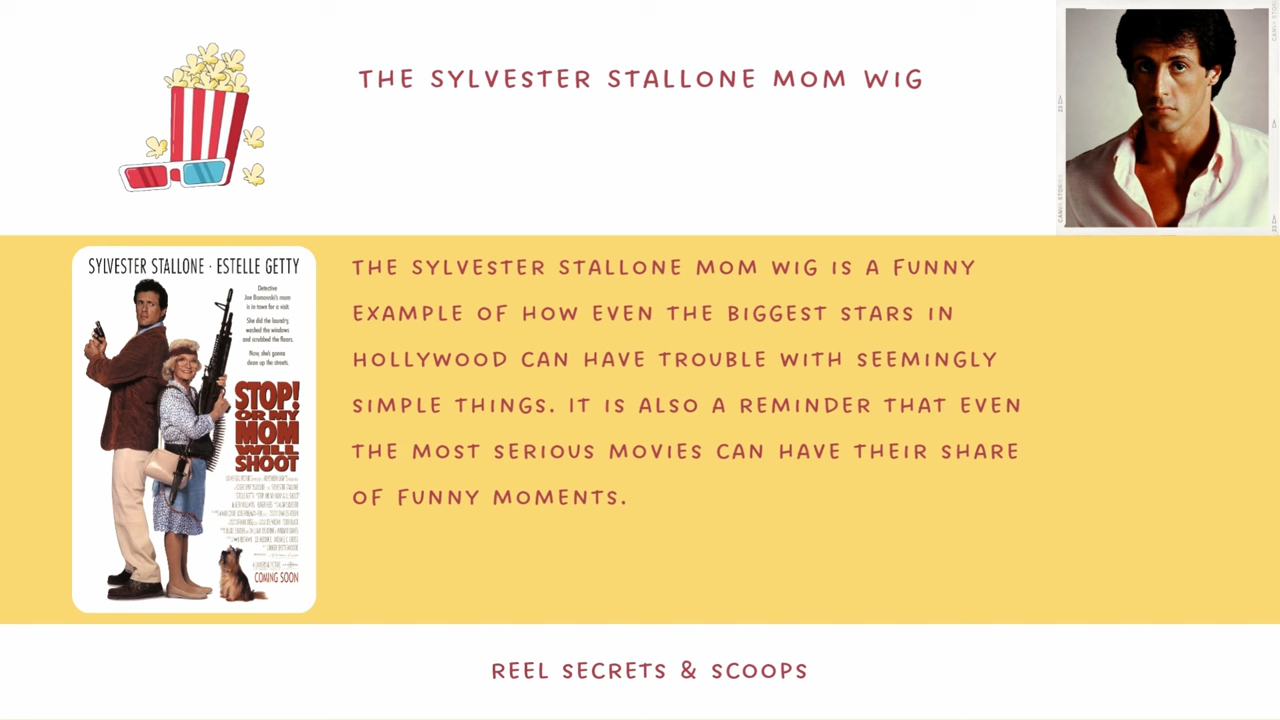 THE SYLVESTER STALLONE MOM WIG
SYLVESTER STALLONE · ESTELLE GETTY
Detective
Joe Bomowski's mom
is in town for a visit.
She did the laundry,
washed the windows
and scrubbed the floors.
Now, she's gonna
clean up the streets.
STOP!
OR MY
MOM
WILL
SHOOT
COMING SOON
THE SYLVESTER STALLONE MOM WIG IS A FUNNY
EXAMPLE OF HOW EVEN THE BIGGEST STARS IN
HOLLYWOOD CAN HAVE TROUBLE WITH SEEMINGLY
SIMPLE THINGS. IT IS ALSO A REMINDER THAT EVEN
THE MOST SERIOUS MOVIES CAN HAVE THEIR SHARE
OF FUNNY MOMENTS.
REEL SECRETS & SCOOPS